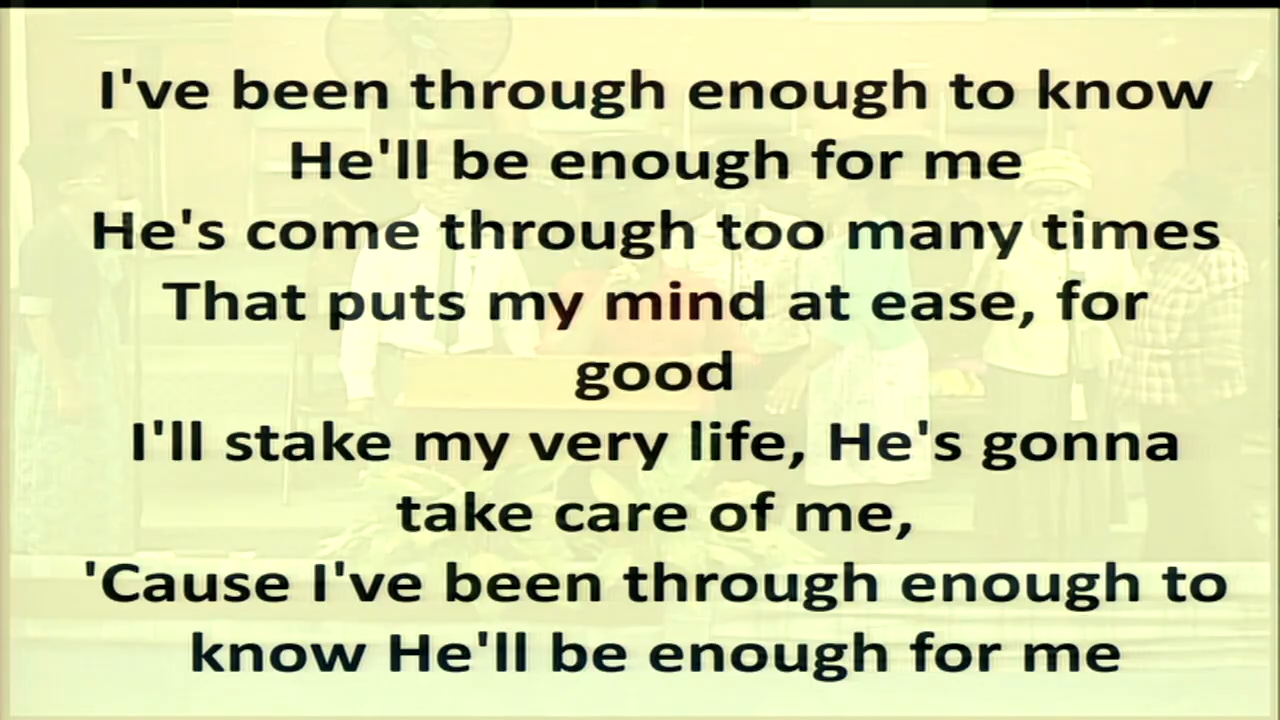 I've been through enough to know
He'll be enough for me
He's come through too many times
That puts my mind at ease, for
good
I'll stake my very life, He's gonna
take care of me,
'Cause I've been through enough to
know He'll be enough for me